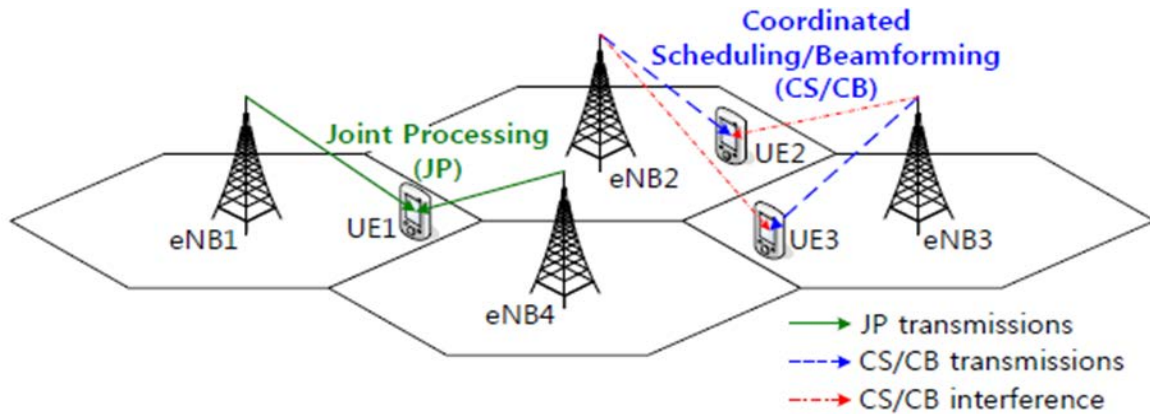 Coordinated
Scheduling/Beamforming
(CS/CB)
Joint Processing
(JP)
UE2
eNB2
UE1
UE3
eNB1
eNB3
eNB4
JP transmissions
CS/CB transmissions
CS/CB interference